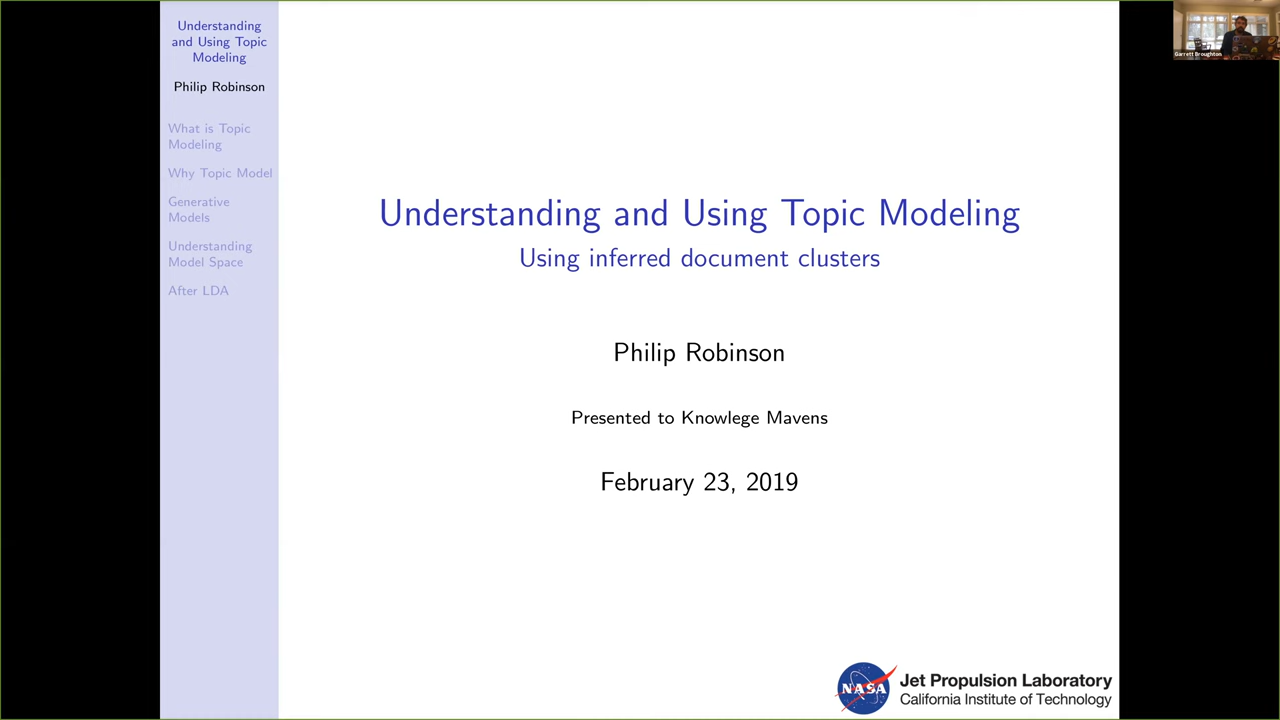 Understanding
and Using Topic
Modeling
Philip Robinson
What is Topic
Modeling
Why Topic Model
Generative
Models
Understanding
Model Space
After LDA
Understanding and Using Topic Modeling
Using inferred document clusters
Philip Robinson
Presented to Knowlege Mavens
February 23, 2019
NASA
Jet Propulsion Laboratory
California Institute of Technology
Garrett Broughton